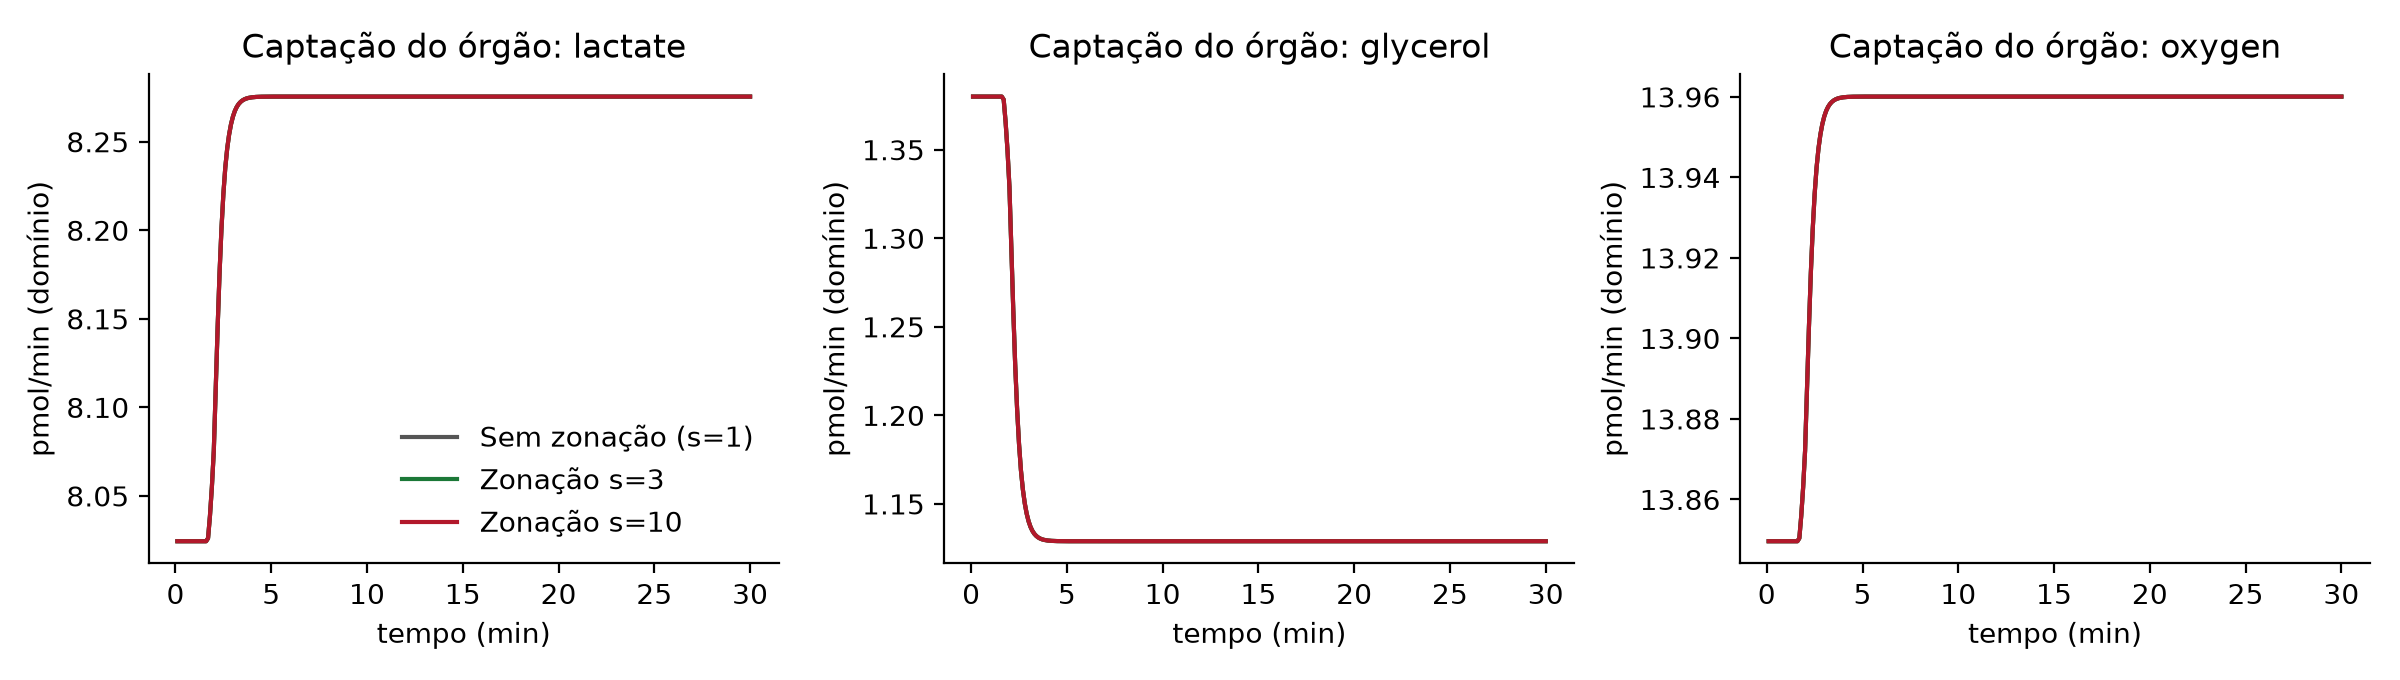 Captação do órgão: lactate
pmol/min (domínio)
8.25
8.20
8.15
8.10
8.05
Sem zonação (s=1)
Zonação s=3
Zonação s=10
0 5 10 15 20 25 30
tempo (min)
Captação do órgão: glycerol
pmol/min (domínio)
1.35
1.30
1.25
1.20
1.15
0 5 10 15 20 25 30
tempo (min)
Captação do órgão: oxygen
pmol/min (domínio)
13.96
13.94
13.92
13.90
13.88
13.86
0 5 10 15 20 25 30
tempo (min)